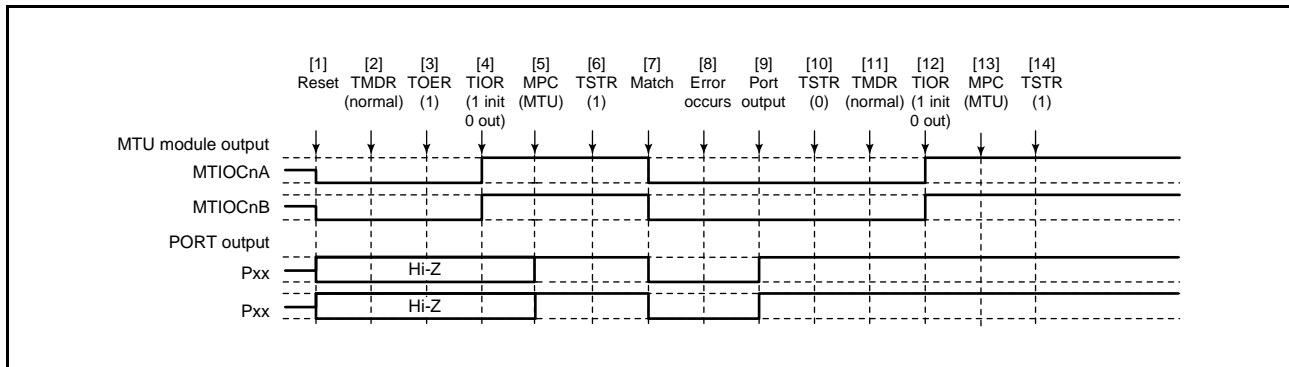 [1] [2] [3] [4] [5] [6] [7] [8] [9] [10] [11] [12] [13] [14]
Reset TMDR TOER TIOR MPC TSTR Match Error Port TSTR TMDR TIOR MPC TSTR
(normal) (1) (1 init (MTU) (1) occurs output (0) (normal) (1 init (MTU) (1)
0 out) 0 out)
MTU module output
MTIOCnA
MTIOCnB
PORT output
Pxx Hi-Z
Pxx Hi-Z